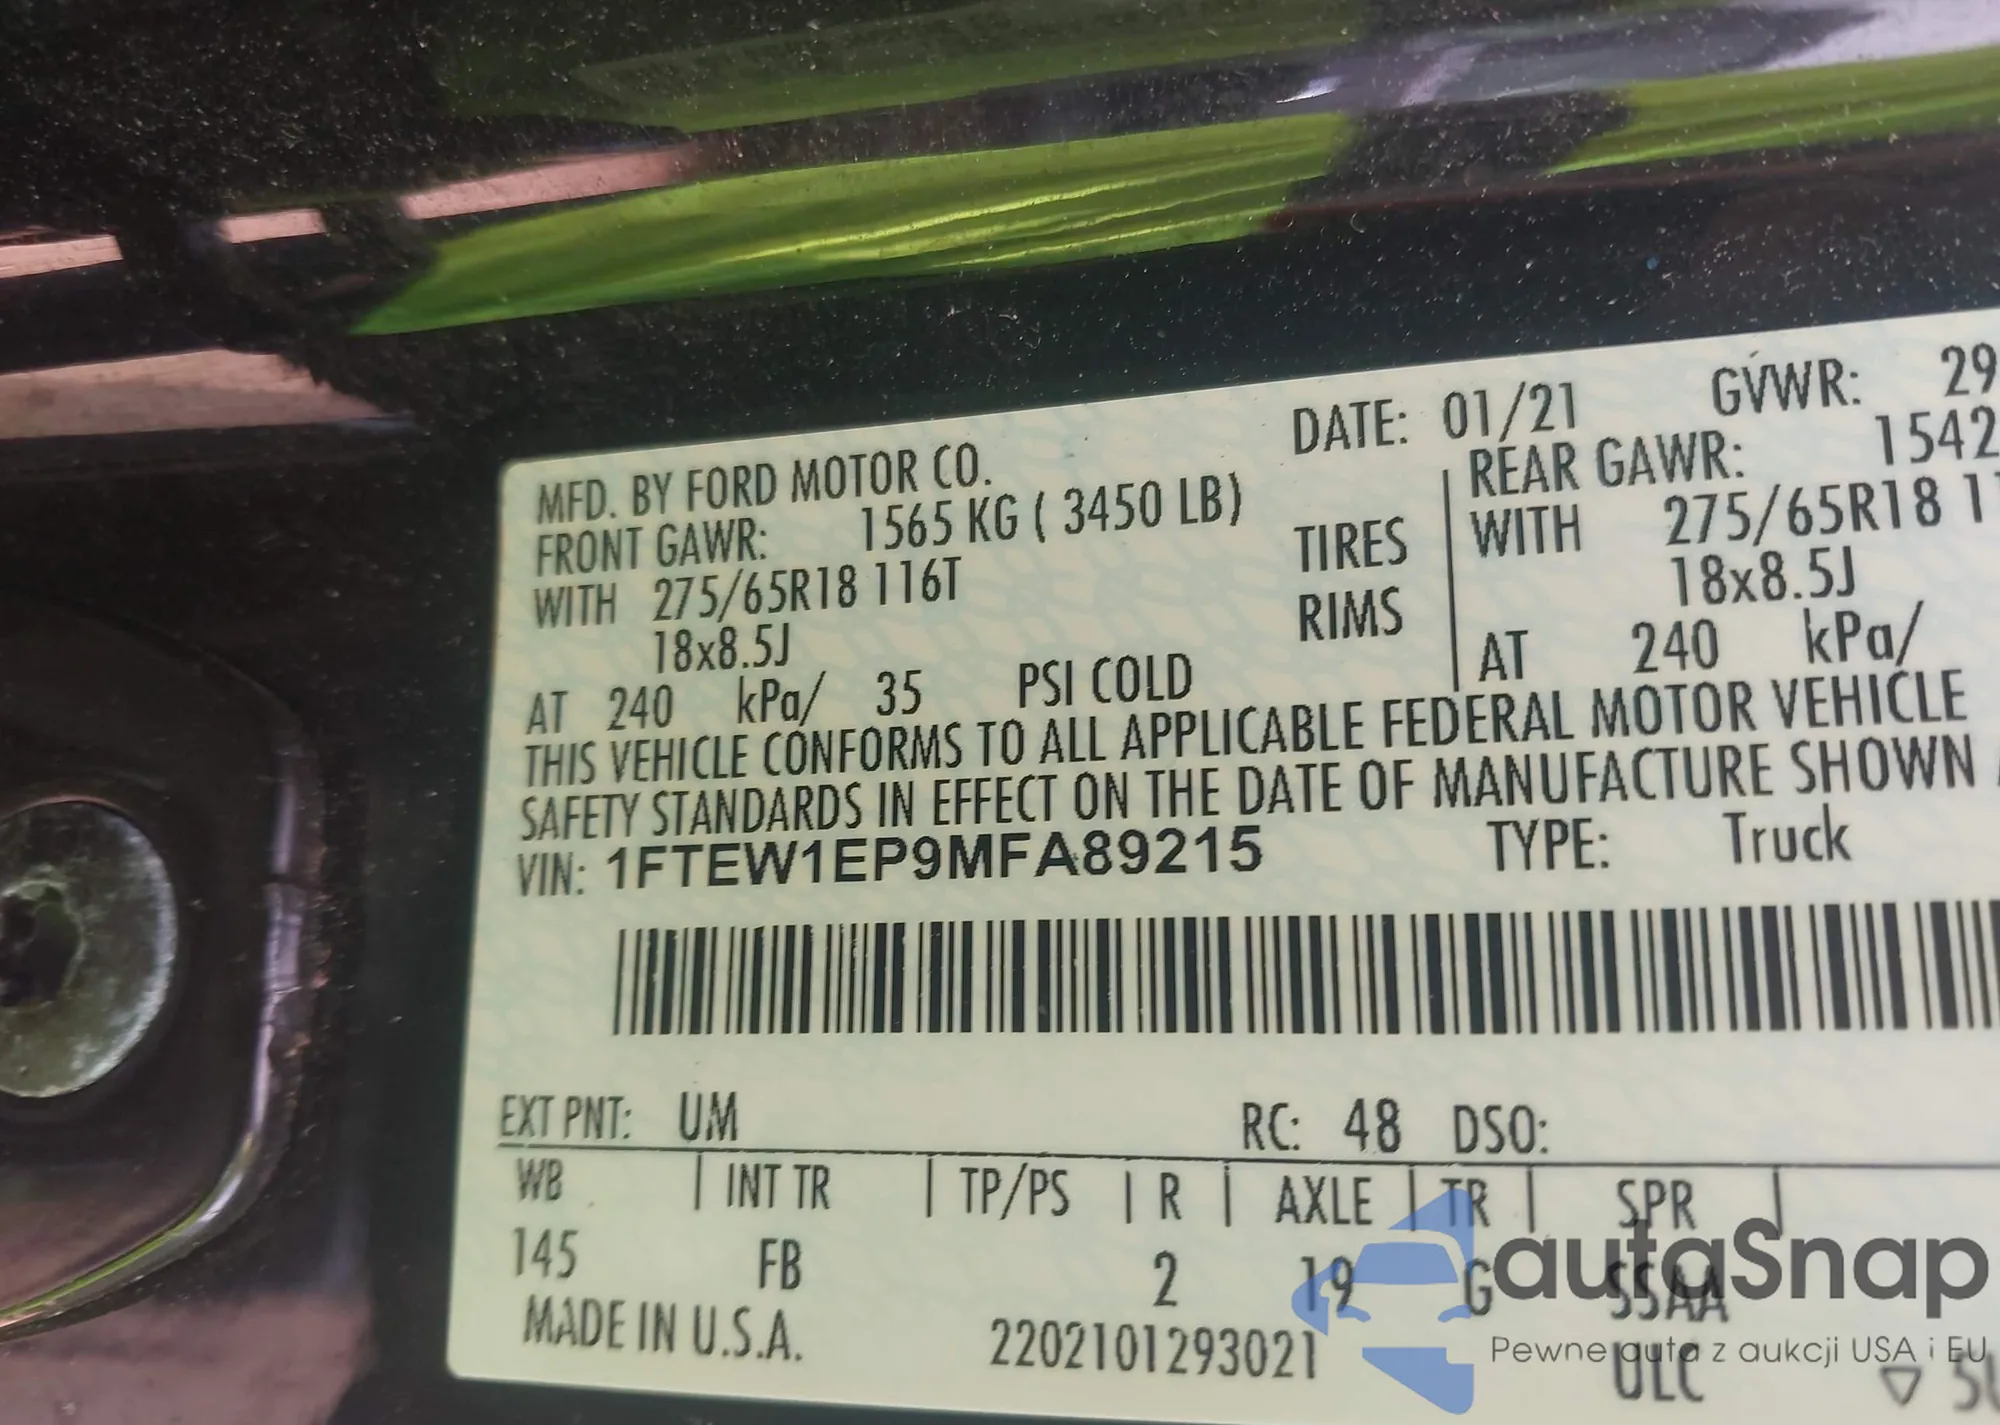 MFD. BY FORD MOTOR CO. DATE: 01/21 GVWR: 29
FRONT GAWR: 1565 KG ( 3450 LB) REAR GAWR: 1542
WITH 275/65R18 116T TIRES WITH 275/65R18 11
18x8.5J RIMS 18x8.5J
AT 240 kPa/ 35 PSI COLD AT 240 kPa/
THIS VEHICLE CONFORMS TO ALL APPLICABLE FEDERAL MOTOR VEHICLE
SAFETY STANDARDS IN EFFECT ON THE DATE OF MANUFACTURE SHOWN
VIN: 1FTEW1EP9MFA89215 TYPE: Truck
EXT PNT: UM RC: 48 DSO:
WB INT TR TP/PS R AXLE TR SPR
145 FB 2 19 G SSAA
MADE IN U.S.A. 2202101293021 ULC
autoSnap
Pewne auta z aukcji USA i EU